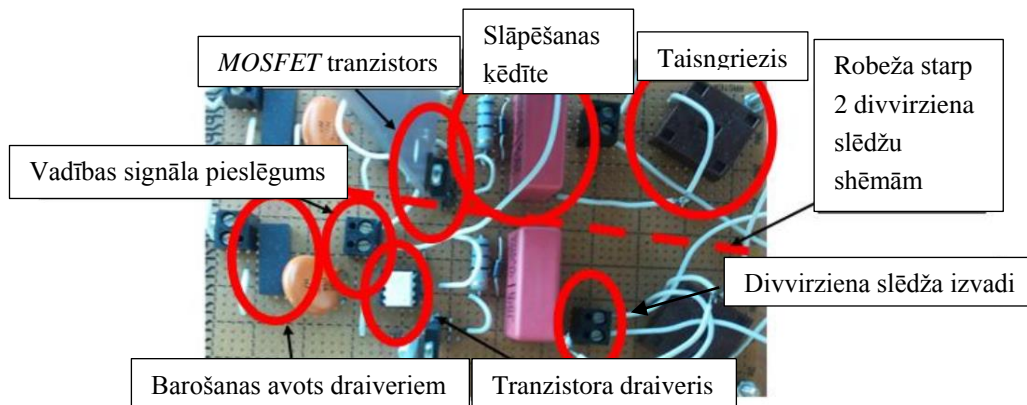 MOSFET tranzistors
Slāpēšanas
ķēdīte
Taisngriezis
Robeža starp
2 divvirziena
slēdžu
shēmām
Vadības signāla pieslēgums
Divvirziena slēdža izvadi
Barošanas avots draiveriem
Tranzistora draiveris